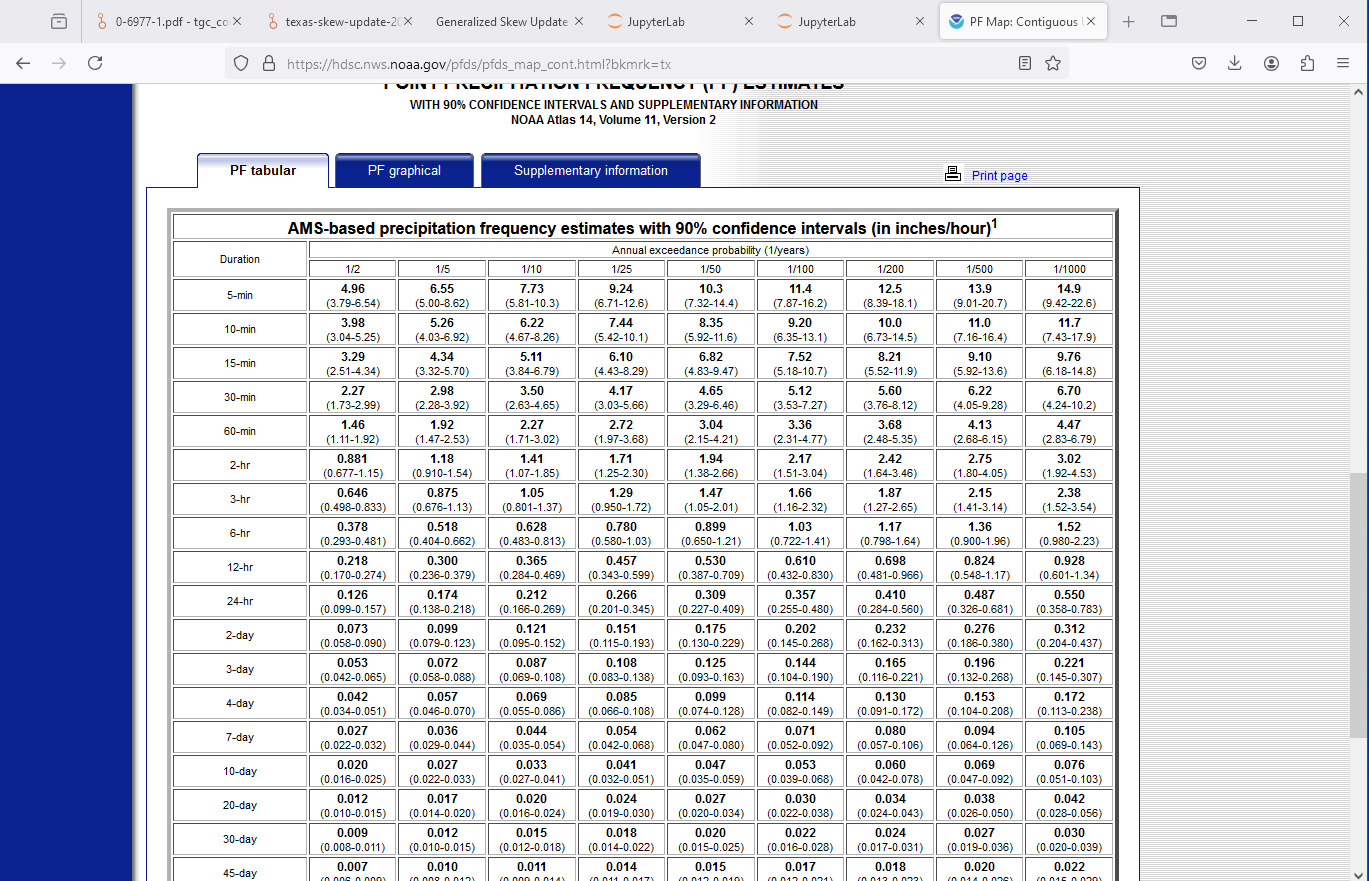 0-6977-1.pdf - tgc_co
texas-skew-update-20
Generalized Skew Update
JupyterLab
JupyterLab
PF Map: Contiguous
https://hdsc.nws.noaa.gov/pfds/pfds_map_cont.html?bkmrk=tx
POINT PRECIPITATION FREQUENCY (PF) ESTIMATES
WITH 90% CONFIDENCE INTERVALS AND SUPPLEMENTARY INFORMATION
NOAA Atlas 14, Volume 11, Version 2
PF tabular PF graphical Supplementary information
Print page
AMS-based precipitation frequency estimates with 90% confidence intervals (in inches/hour)1
Duration
Annual exceedance probability (1/years)
1/2 1/5 1/10 1/25 1/50 1/100 1/200 1/500 1/1000
5-min
4.96 6.55 7.73 9.24 10.3 11.4 12.5 13.9 14.9
(3.79-6.54) (5.00-8.62) (5.81-10.3) (6.71-12.6) (7.32-14.4) (7.87-16.2) (8.39-18.1) (9.01-20.7) (9.42-22.6)
10-min
3.98 5.26 6.22 7.44 8.35 9.20 10.0 11.0 11.7
(3.04-5.25) (4.03-6.92) (4.67-8.26) (5.42-10.1) (5.92-11.6) (6.35-13.1) (6.73-14.5) (7.16-16.4) (7.43-17.9)
15-min
3.29 4.34 5.11 6.10 6.82 7.52 8.21 9.10 9.76
(2.51-4.34) (3.32-5.70) (3.84-6.79) (4.43-8.29) (4.83-9.47) (5.18-10.7) (5.52-11.9) (5.92-13.6) (6.18-14.8)
30-min
2.27 2.98 3.50 4.17 4.65 5.12 5.60 6.22 6.70
(1.73-2.99) (2.28-3.92) (2.63-4.65) (3.03-5.66) (3.29-6.46) (3.53-7.27) (3.76-8.12) (4.05-9.28) (4.24-10.2)
60-min
1.46 1.92 2.27 2.72 3.04 3.36 3.68 4.13 4.47
(1.11-1.92) (1.47-2.53) (1.71-3.02) (1.97-3.68) (2.15-4.21) (2.31-4.77) (2.48-5.35) (2.68-6.15) (2.83-6.79)
2-hr
0.881 1.18 1.41 1.71 1.94 2.17 2.42 2.75 3.02
(0.677-1.15) (0.910-1.54) (1.07-1.85) (1.25-2.30) (1.38-2.66) (1.51-3.04) (1.64-3.46) (1.80-4.05) (1.92-4.53)
3-hr
0.646 0.875 1.05 1.29 1.47 1.66 1.87 2.15 2.38
(0.498-0.833) (0.676-1.13) (0.801-1.37) (0.950-1.72) (1.05-2.01) (1.16-2.32) (1.27-2.65) (1.41-3.14) (1.52-3.54)
6-hr
0.378 0.518 0.628 0.780 0.899 1.03 1.17 1.36 1.52
(0.293-0.481) (0.404-0.662) (0.483-0.813) (0.580-1.03) (0.650-1.21) (0.722-1.41) (0.798-1.64) (0.900-1.96) (0.980-2.23)
12-hr
0.218 0.300 0.365 0.457 0.530 0.610 0.698 0.824 0.928
(0.170-0.274) (0.236-0.379) (0.284-0.469) (0.343-0.599) (0.387-0.709) (0.432-0.830) (0.481-0.966) (0.548-1.17) (0.601-1.34)
24-hr
0.126 0.174 0.212 0.266 0.309 0.357 0.410 0.487 0.550
(0.099-0.157) (0.138-0.218) (0.166-0.269) (0.201-0.345) (0.227-0.409) (0.255-0.480) (0.284-0.560) (0.326-0.681) (0.358-0.783)
2-day
0.073 0.099 0.121 0.151 0.175 0.202 0.232 0.276 0.312
(0.058-0.090) (0.079-0.123) (0.095-0.152) (0.115-0.193) (0.130-0.229) (0.145-0.268) (0.162-0.313) (0.186-0.380) (0.204-0.437)
3-day
0.053 0.072 0.087 0.108 0.125 0.144 0.165 0.196 0.221
(0.042-0.065) (0.058-0.088) (0.069-0.108) (0.083-0.138) (0.093-0.163) (0.104-0.190) (0.116-0.221) (0.132-0.268) (0.145-0.307)
4-day
0.042 0.057 0.069 0.085 0.099 0.114 0.130 0.153 0.172
(0.034-0.051) (0.046-0.070) (0.055-0.086) (0.066-0.108) (0.074-0.128) (0.082-0.149) (0.091-0.172) (0.104-0.208) (0.113-0.238)
7-day
0.027 0.036 0.044 0.054 0.062 0.071 0.080 0.094 0.105
(0.022-0.032) (0.029-0.044) (0.035-0.054) (0.042-0.068) (0.047-0.080) (0.052-0.092) (0.057-0.106) (0.064-0.126) (0.069-0.143)
10-day
0.020 0.027 0.033 0.041 0.047 0.053 0.060 0.069 0.076
(0.016-0.025) (0.022-0.033) (0.027-0.041) (0.032-0.051) (0.035-0.059) (0.039-0.068) (0.042-0.078) (0.047-0.092) (0.051-0.103)
20-day
0.012 0.017 0.020 0.024 0.027 0.030 0.034 0.038 0.042
(0.010-0.015) (0.014-0.020) (0.016-0.024) (0.019-0.030) (0.020-0.034) (0.022-0.038) (0.024-0.043) (0.026-0.050) (0.028-0.056)
30-day
0.009 0.012 0.015 0.018 0.020 0.022 0.024 0.027 0.030
(0.008-0.011) (0.010-0.015) (0.012-0.018) (0.014-0.022) (0.015-0.025) (0.016-0.028) (0.017-0.031) (0.019-0.036) (0.020-0.039)
45-day
0.007 0.010 0.011 0.014 0.015 0.017 0.018 0.020 0.022